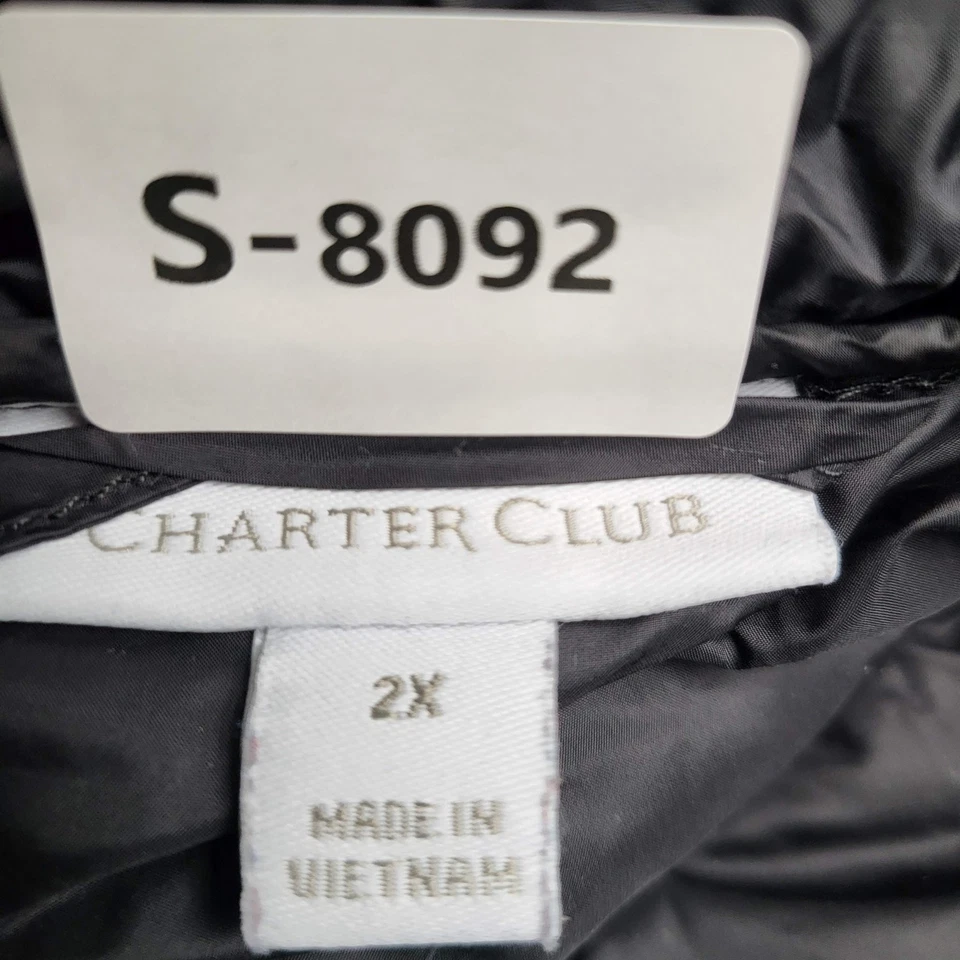 S-8092
CHARTER CLUB
2X
MADE IN
VIETNAM